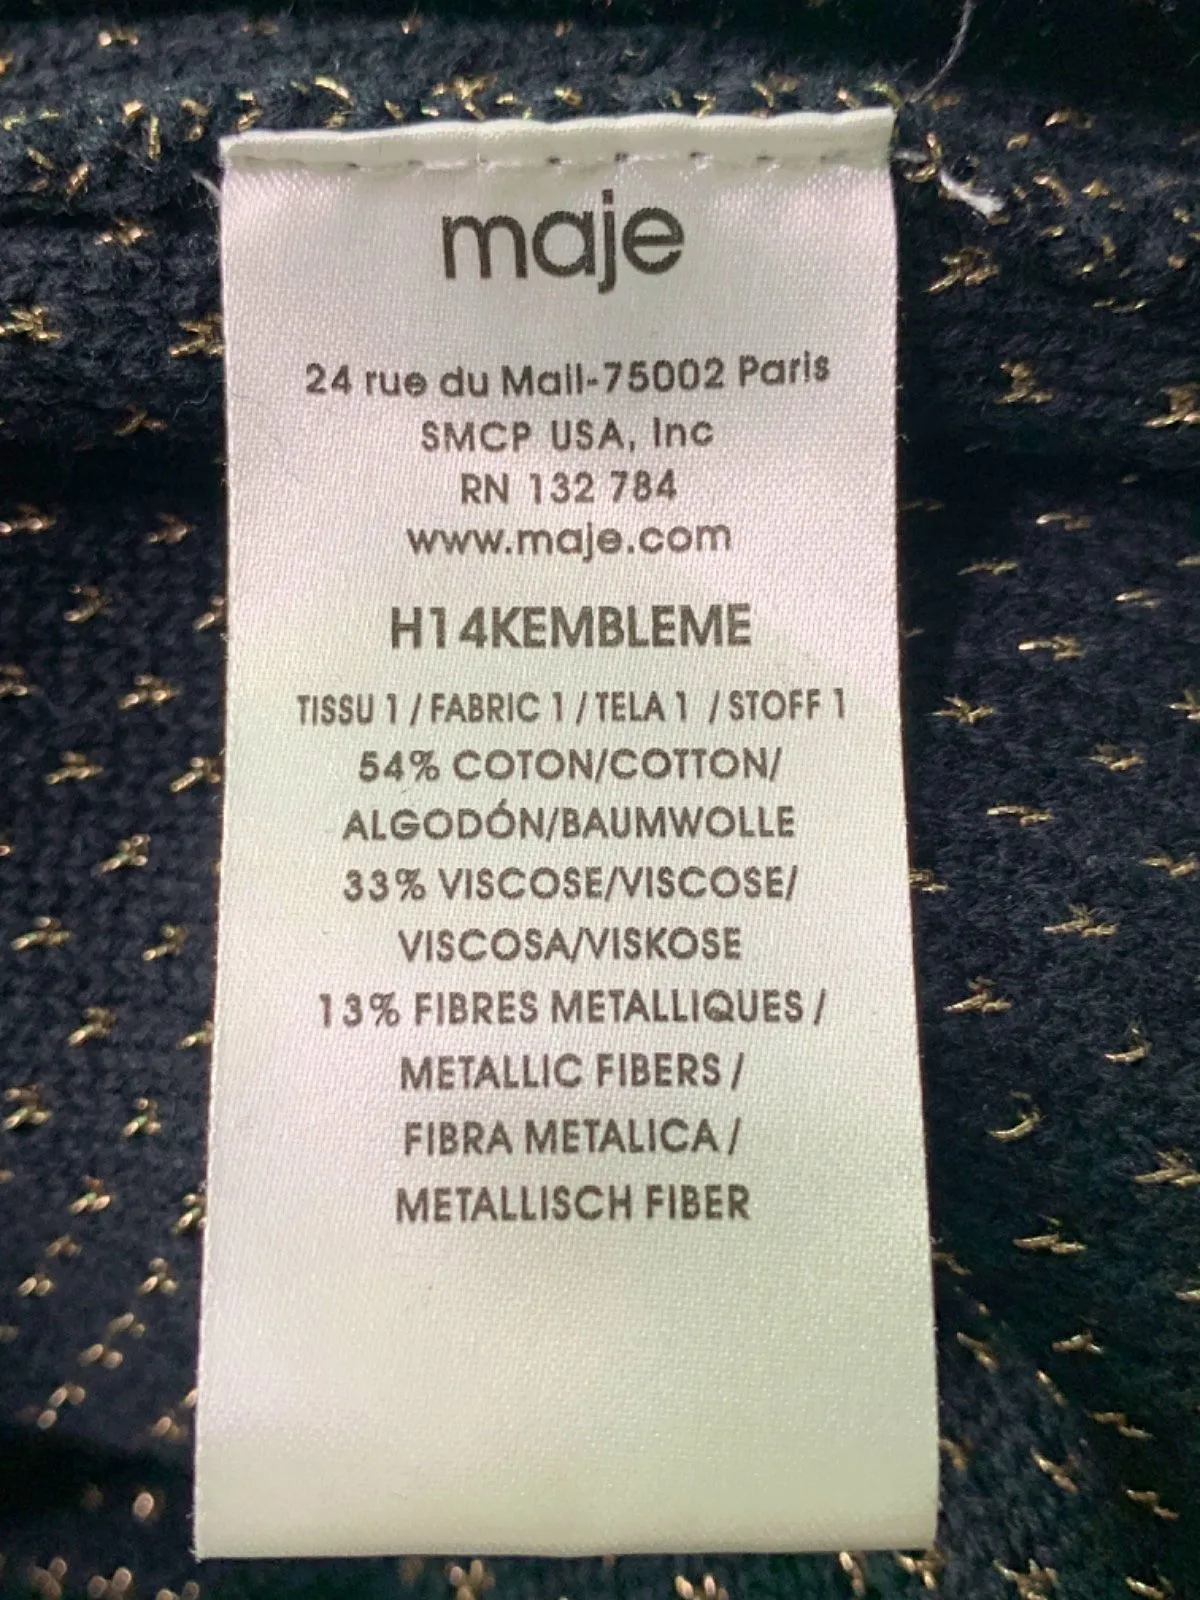 maje
24 rue du Mail-75002 Paris
SMCP USA, Inc
RN 132 784
www.maje.com
H14KEMBLEME
TISSU 1 / FABRIC 1 / TELA 1 / STOFF 1
54% COTON/COTTON/
ALGODÓN/BAUMWOLLE
33% VISCOSE/VISCOSE/
VISCOSA/VISKOSE
13% FIBRES METALLIQUES /
METALLIC FIBERS /
FIBRA METALICA /
METALLISCH FIBER